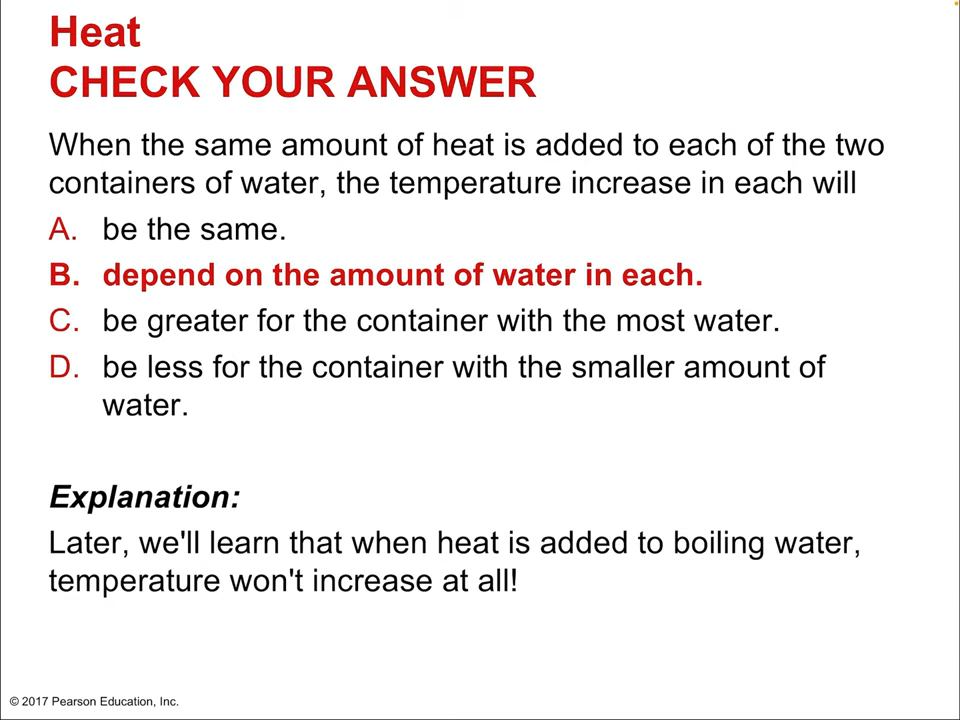 Heat
CHECK YOUR ANSWER
When the same amount of heat is added to each of the two
containers of water, the temperature increase in each will
A. be the same.
B. depend on the amount of water in each.
C. be greater for the container with the most water.
D. be less for the container with the smaller amount of
water.
Explanation:
Later, we'll learn that when heat is added to boiling water,
temperature won't increase at all!
© 2017 Pearson Education, Inc.